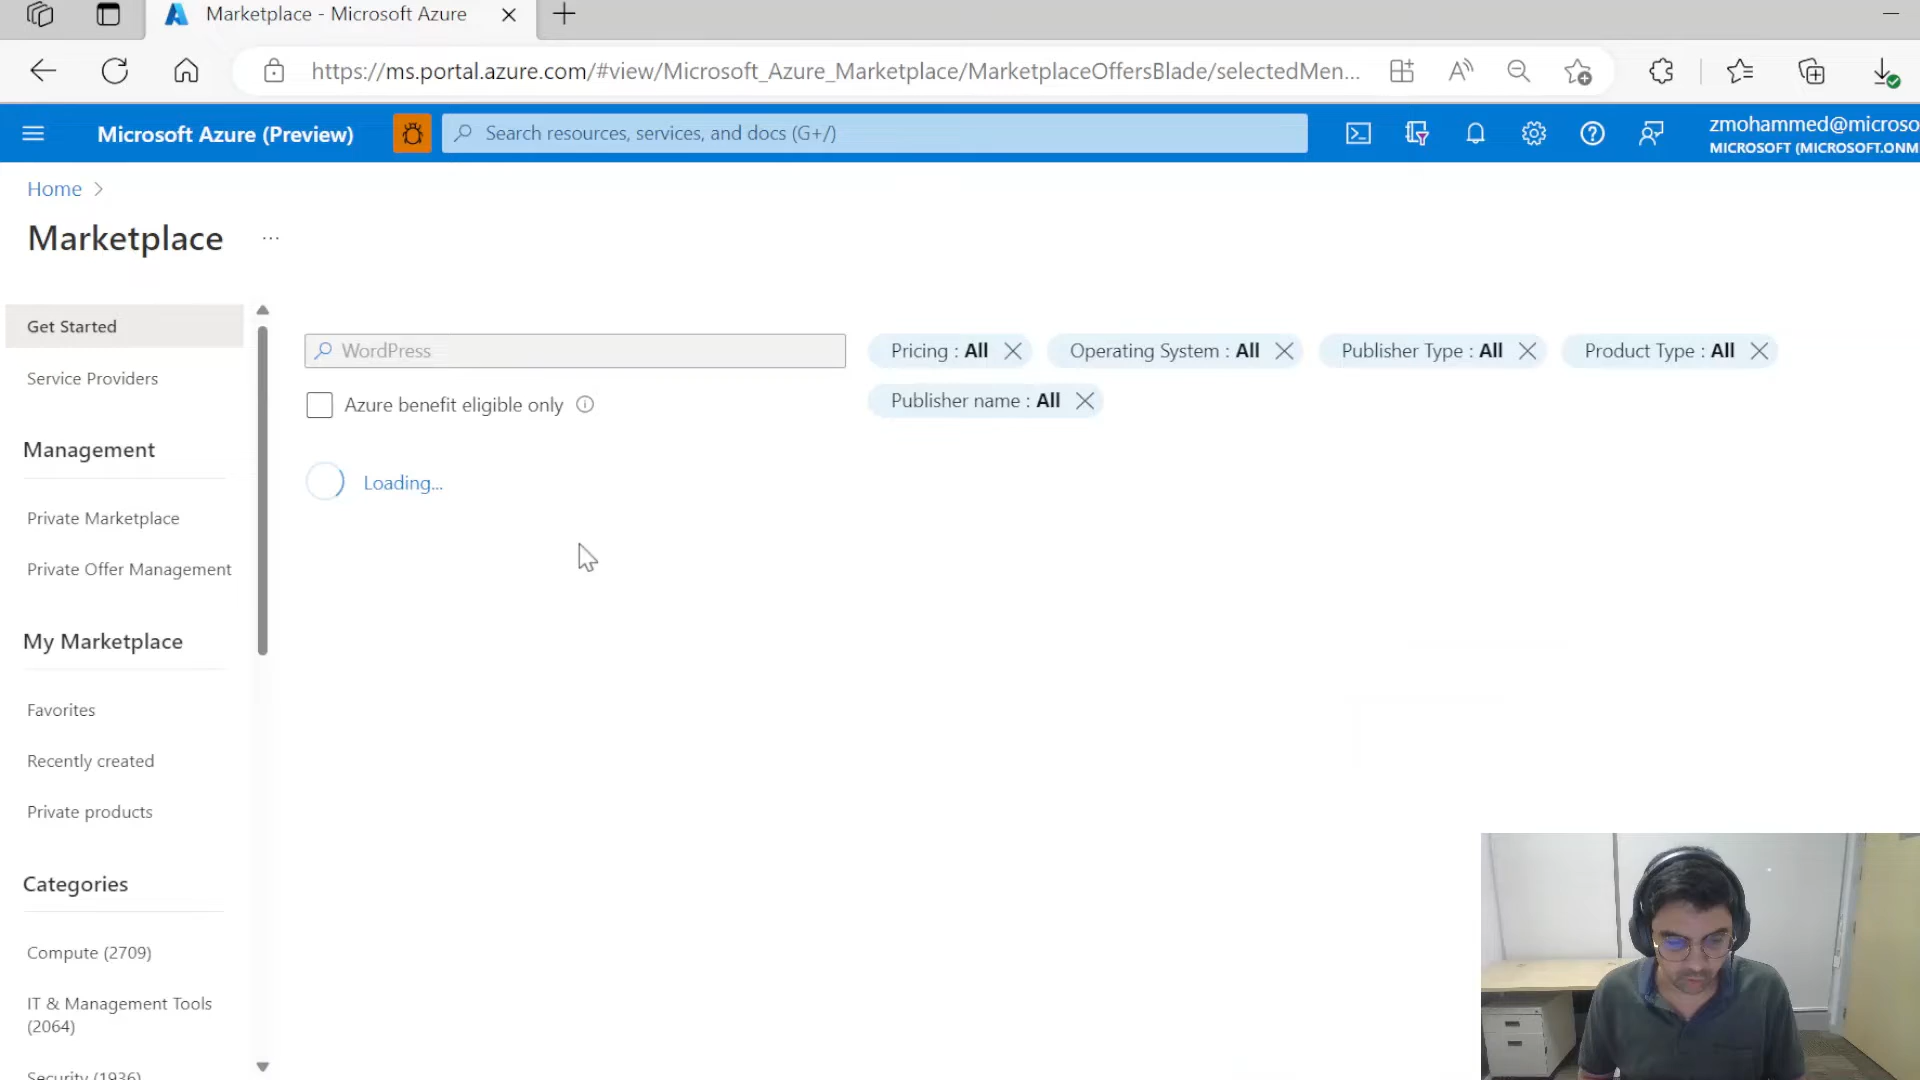 Marketplace - Microsoft Azure
https://ms.portal.azure.com/#view/Microsoft_Azure_Marketplace/MarketplaceOffersBlade/selectedMen...
Microsoft Azure (Preview)
Search resources, services, and docs (G+/)
zmohammed@microso
MICROSOFT (MICROSOFT.ONM
Home
Marketplace
Get Started
Service Providers
Management
Private Marketplace
Private Offer Management
My Marketplace
Favorites
Recently created
Private products
Categories
Compute (2709)
IT & Management Tools
(2064)
Security (1936)
WordPress
Pricing : All
Operating System : All
Publisher Type : All
Product Type : All
Azure benefit eligible only
Publisher name : All
Loading...